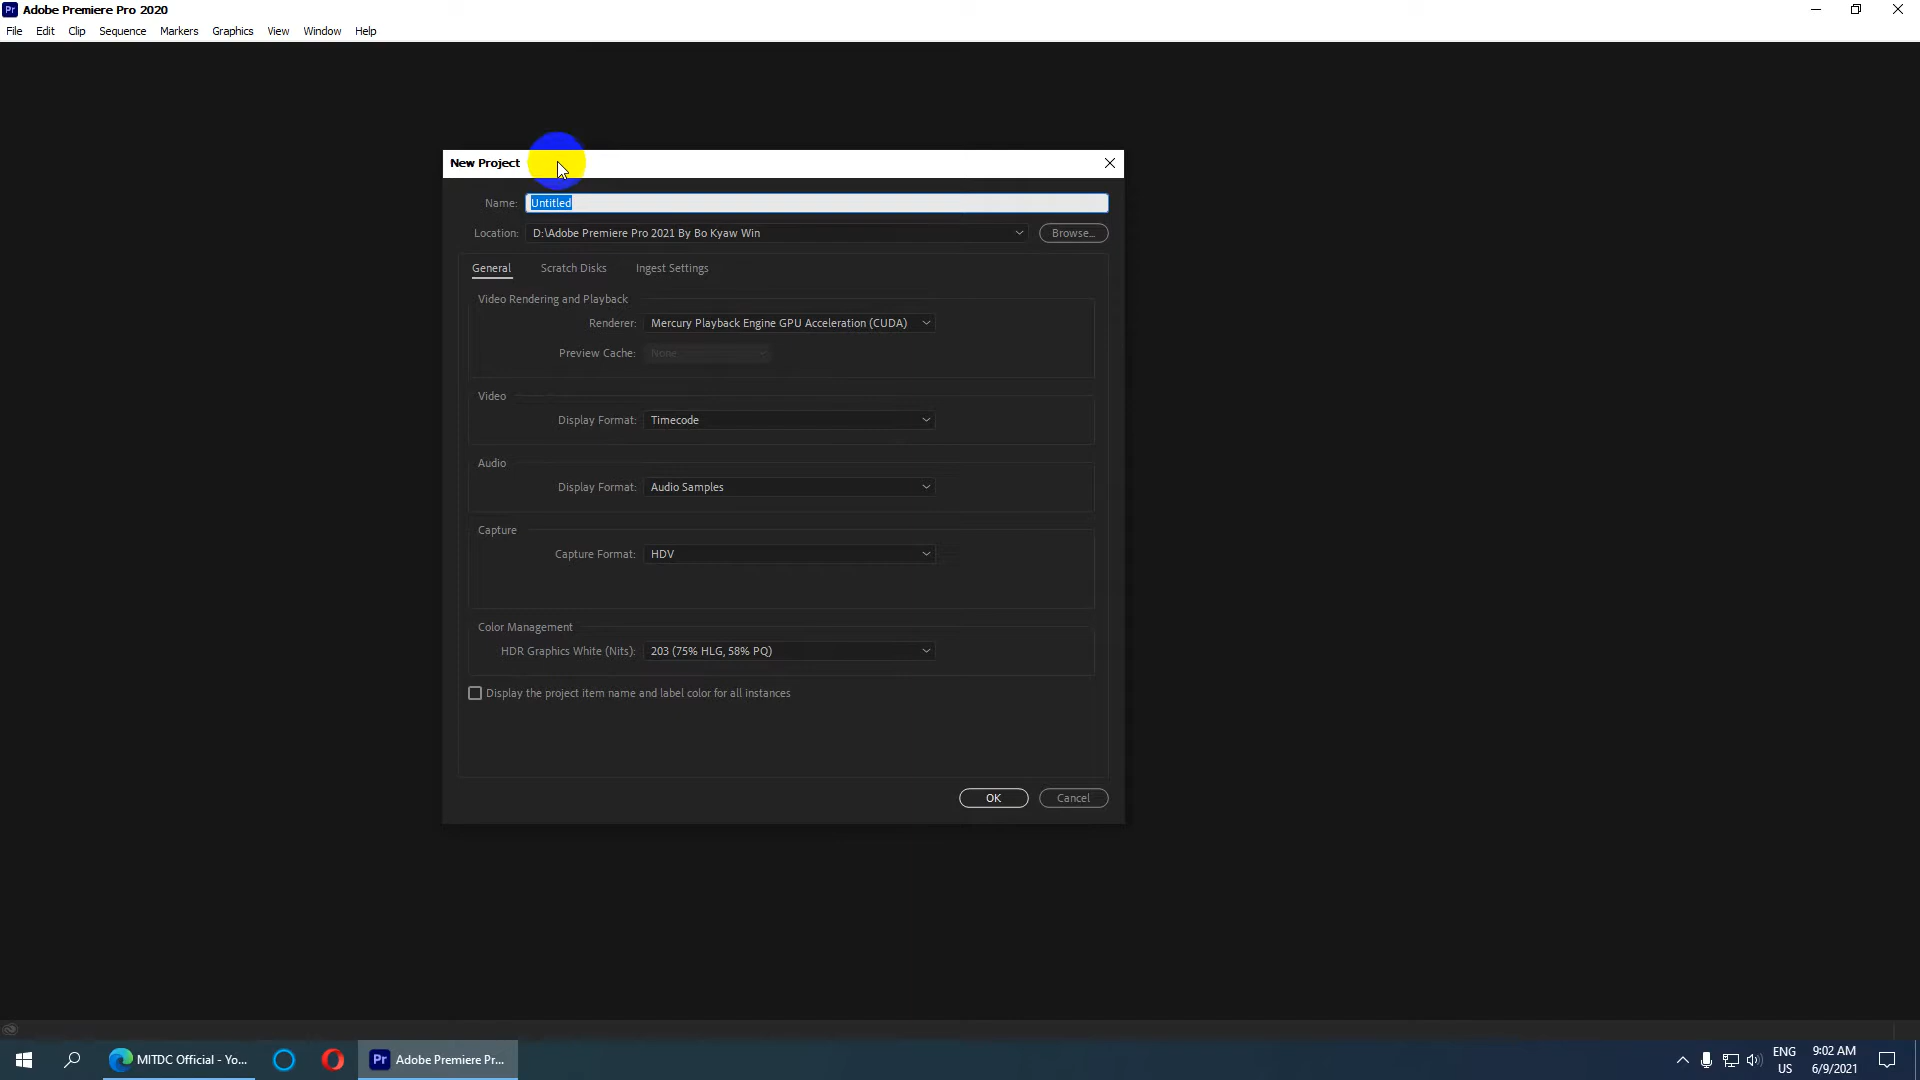 Adobe Premiere Pro 2020
File Edit Clip Sequence Markers Graphics View Window Help
New Project
Name: Untitled
Location: D:\Adobe Premiere Pro 2021 By Bo Kyaw Win Browse...
General Scratch Disks Ingest Settings
Video Rendering and Playback
Renderer: Mercury Playback Engine GPU Acceleration (CUDA)
Preview Cache: None
Video
Display Format: Timecode
Audio
Display Format: Audio Samples
Capture
Capture Format: HDV
Color Management
HDR Graphics White (Nits): 203 (75% HLG, 58% PQ)
Display the project item name and label color for all instances
OK Cancel
MITDC Official - Yo... Pr Adobe Premiere Pr... ENG 9:02 AM
US 6/9/2021